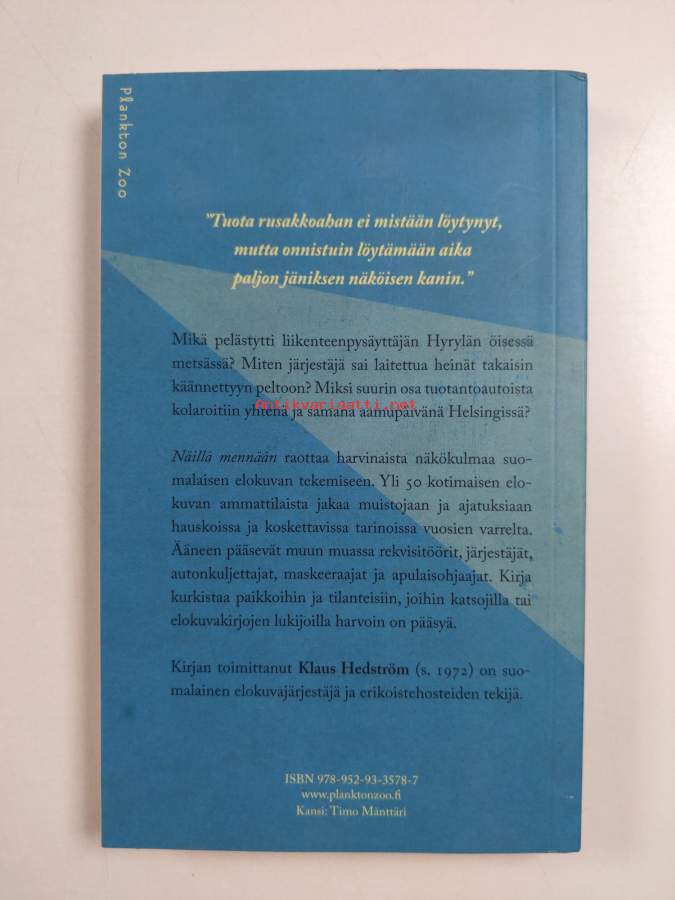 Plankton Zoo
"Tuota rusakkoahan ei mistään löytynyt,
mutta onnistuin löytämään aika
paljon jäniksen näköisen kanin."
Mikä pelästytti liikenteenpysäyttäjän Hyrylän öisessä
metsässä? Miten järjestäjä sai laitettua heinät takaisin
käännettyyn peltoon? Miksi suurin osa tuotantoautoista
Antikvariaatti.net
kolaroitiin yhtenä ja samana aamupäivänä Helsingissä?
Näillä mennään raottaa harvinaista näkökulmaa suo-
malaisen elokuvan tekemiseen. Yli 50 kotimaisen elo-
kuvan ammattilaista jakaa muistojaan ja ajatuksiaan
hauskoissa ja koskettavissa tarinoissa vuosien varrelta.
Ääneen pääsevät muun muassa rekvisitöörit, järjestäjät,
autonkuljettajat, maskeeraajat ja apulaisohjaajat. Kirja
kurkistaa paikkoihin ja tilanteisiin, joihin katsojilla tai
elokuvakirjojen lukijoilla harvoin on pääsyä.
Kirjan toimittanut Klaus Hedström (s. 1972) on suo-
malainen elokuvajärjestäjä ja erikoistehosteiden tekijä.
ISBN 978-952-93-3578-7
www.planktonzoo.fi
Kansi: Timo Mänttäri